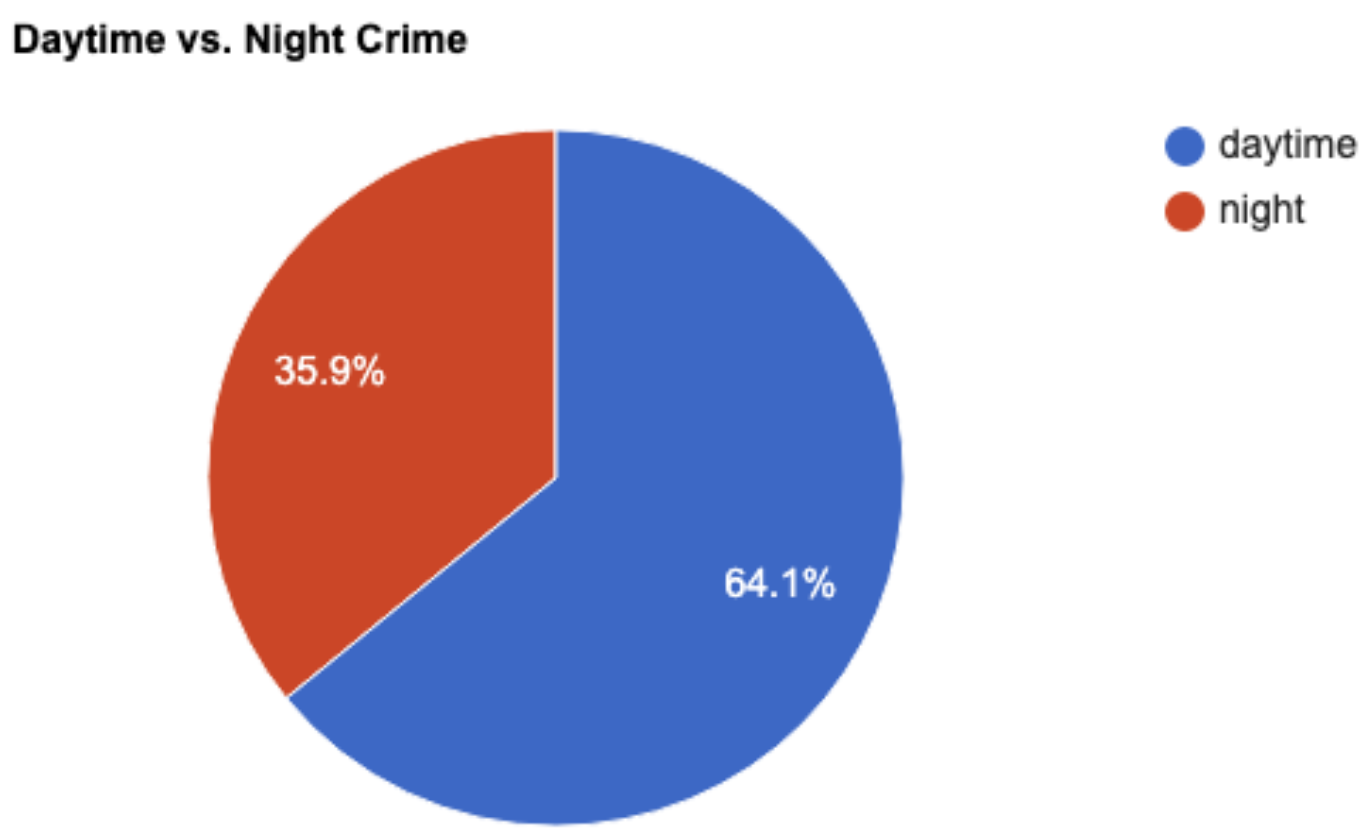 Daytime vs. Night Crime
daytime
night
35.9%
64.1%